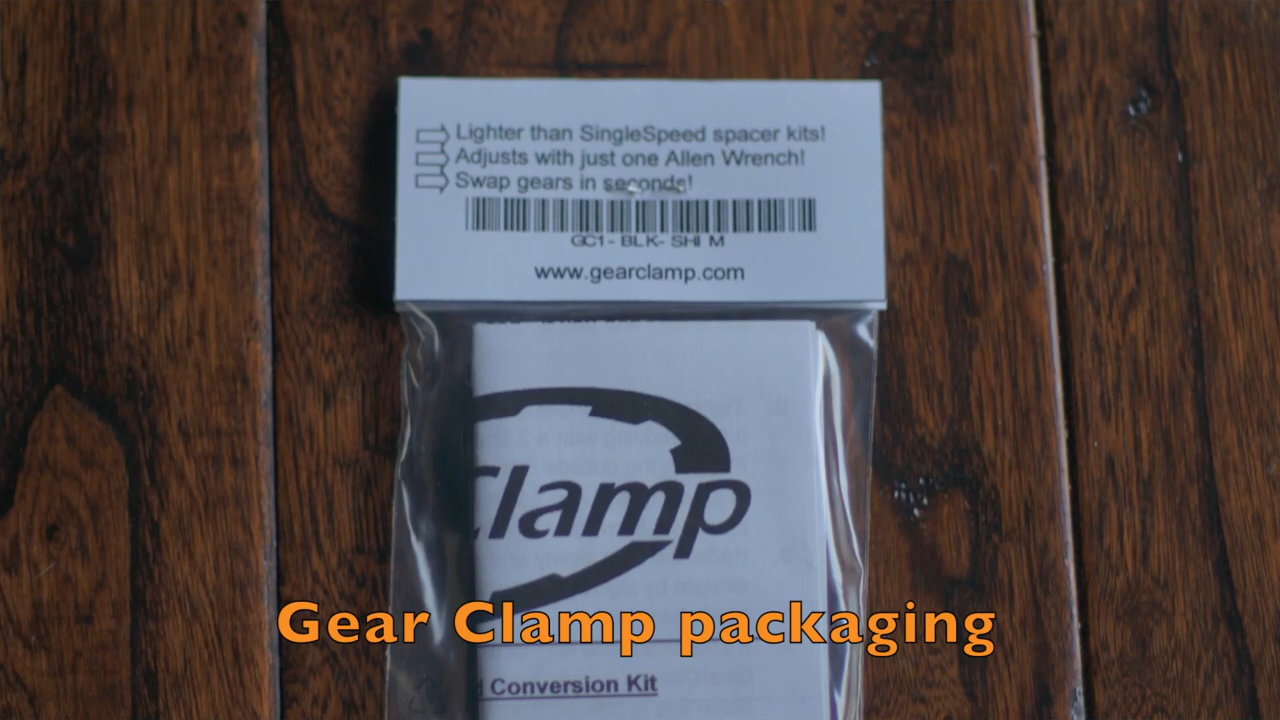 Lighter than SingleSpeed spacer kits!
Adjusts with just one Allen Wrench!
Swap gears in seconds!
GC1-BLK-SHIM
www.gearclamp.com
Clamp
Gear Clamp packaging
Conversion Kit